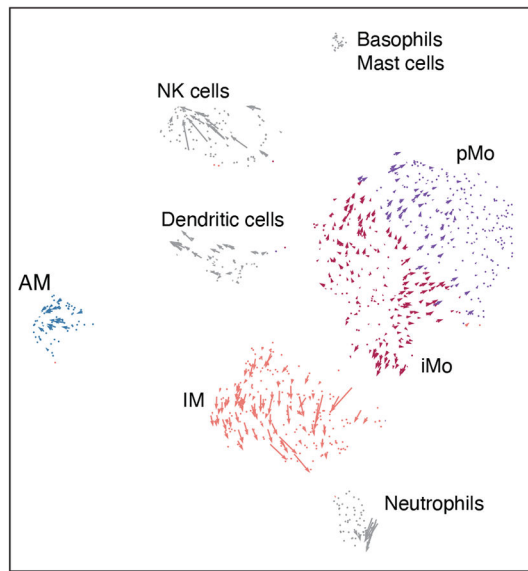 Basophils
Mast cells
NK cells
pMo
Dendritic cells
AM
iMo
IM
Neutrophils